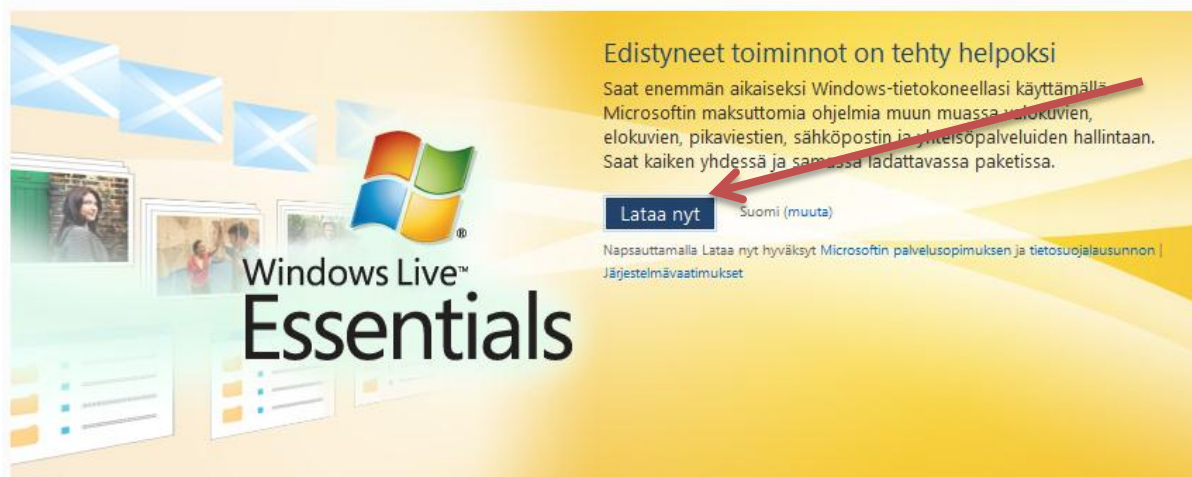 Edistyneet toiminnot on tehty helpoksi
Saat enemmän aikaiseksi Windows-tietokoneellasi käyttämällä
Microsoftin maksuttomia ohjelmia muun muassa valokuvien,
elokuvien, pikaviestien, sähköpostin ja yhteisöpalveluiden hallintaan.
Saat kaiken yhdessä ja samassa ladattavassa paketissa.
Lataa nyt
Suomi (muuta)
Napsauttamalla Lataa nyt hyväksyt Microsoftin palvelusopimuksen ja tietosuojalausunnon |
Järjestelmävaatimukset
Windows Live™
Essentials